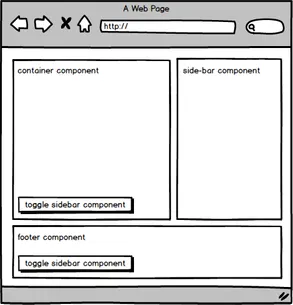 A Web Page
http://
container component
side-bar component
toggle sidebar component
footer component
toggle sidebar component